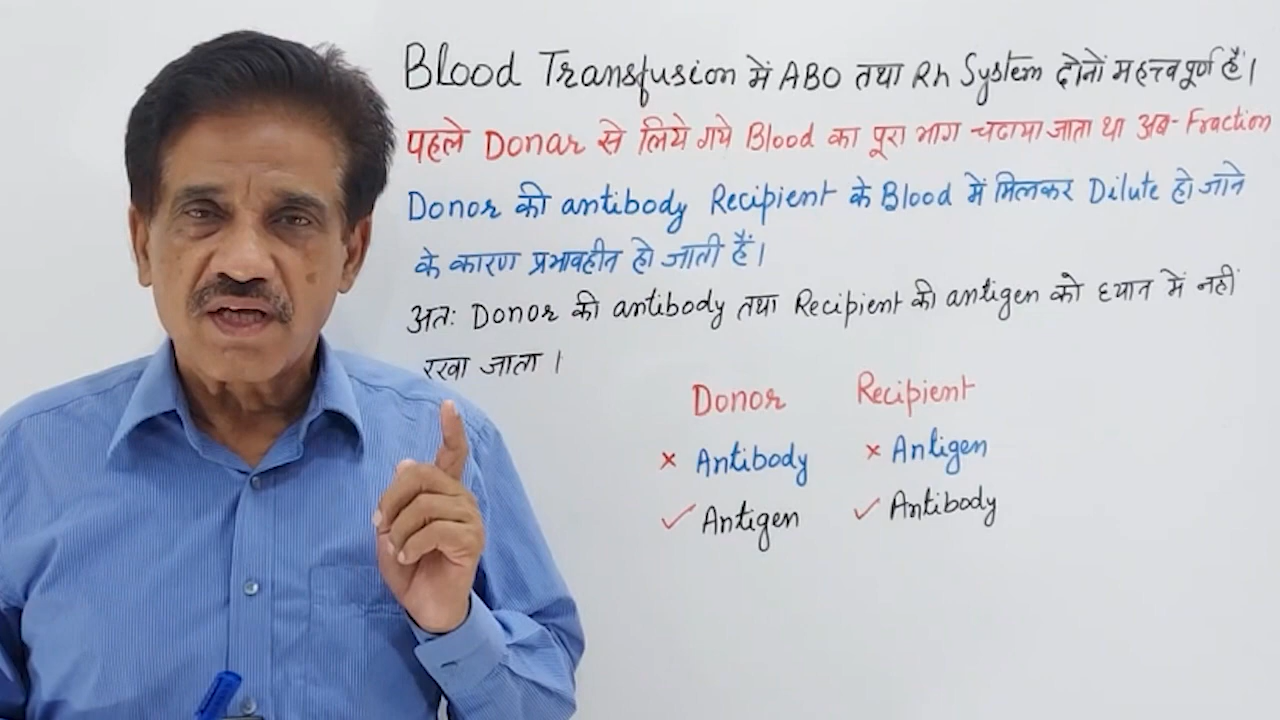 Blood Transfusion में ABO तथा Rh System दोनों महत्त्वपूर्ण हैं।
पहले Donar से लिये गये Blood का पूरा भाग चढाया जाता था अब-Fraction
Donor की antibody Recipient के Blood में मिलकर Dilute हो जाने
के कारण प्रभावहीन हो जाती हैं।
अतः Donor की antibody तथा Recipient की antigen को ध्यान में नहीं
रखा जाता ।
Donor Recipient
× Antibody × Antigen
✓ Antigen ✓ Antibody